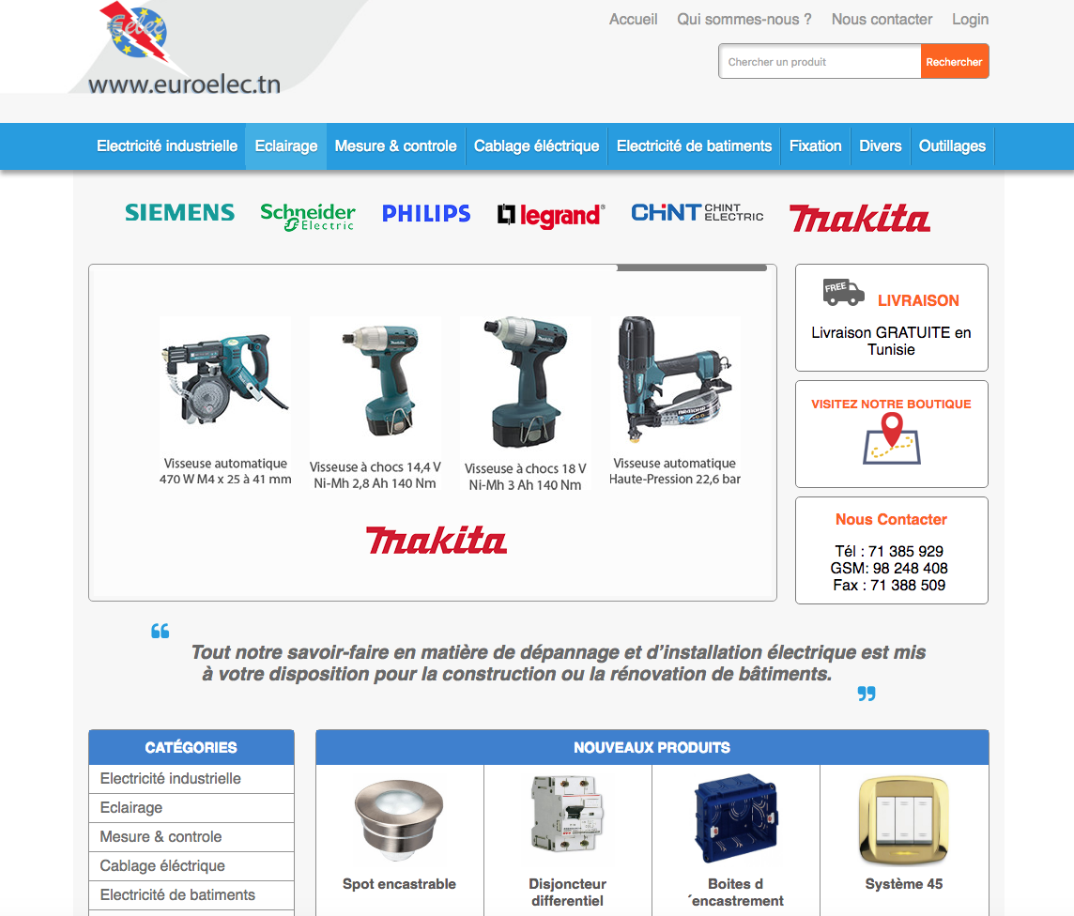 Eelec
www.euroelec.tn
Accueil Qui sommes-nous ? Nous contacter Login
Chercher un produit Rechercher
Electricité industrielle Eclairage Mesure & controle Cablage éléctrique Electricité de batiments Fixation Divers Outillages
SIEMENS Schneider Electric PHILIPS legrand® CHNT CHINT ELECTRIC makita
Visseuse automatique
470 W M4 x 25 à 41 mm
Visseuse à chocs 14,4 V
Ni-Mh 2,8 Ah 140 Nm
Visseuse à chocs 18 V
Ni-Mh 3 Ah 140 Nm
Visseuse automatique
Haute-Pression 22,6 bar
makita
FREE LIVRAISON
Livraison GRATUITE en
Tunisie
VISITEZ NOTRE BOUTIQUE
Nous Contacter
Tél : 71 385 929
GSM: 98 248 408
Fax : 71 388 509
“ Tout notre savoir-faire en matière de dépannage et d’installation électrique est mis
à votre disposition pour la construction ou la rénovation de bâtiments. ”
CATÉGORIES
Electricité industrielle
Eclairage
Mesure & controle
Cablage éléctrique
Electricité de batiments
NOUVEAUX PRODUITS
Spot encastrable
Disjoncteur
differentiel
Boites d
´encastrement
Système 45